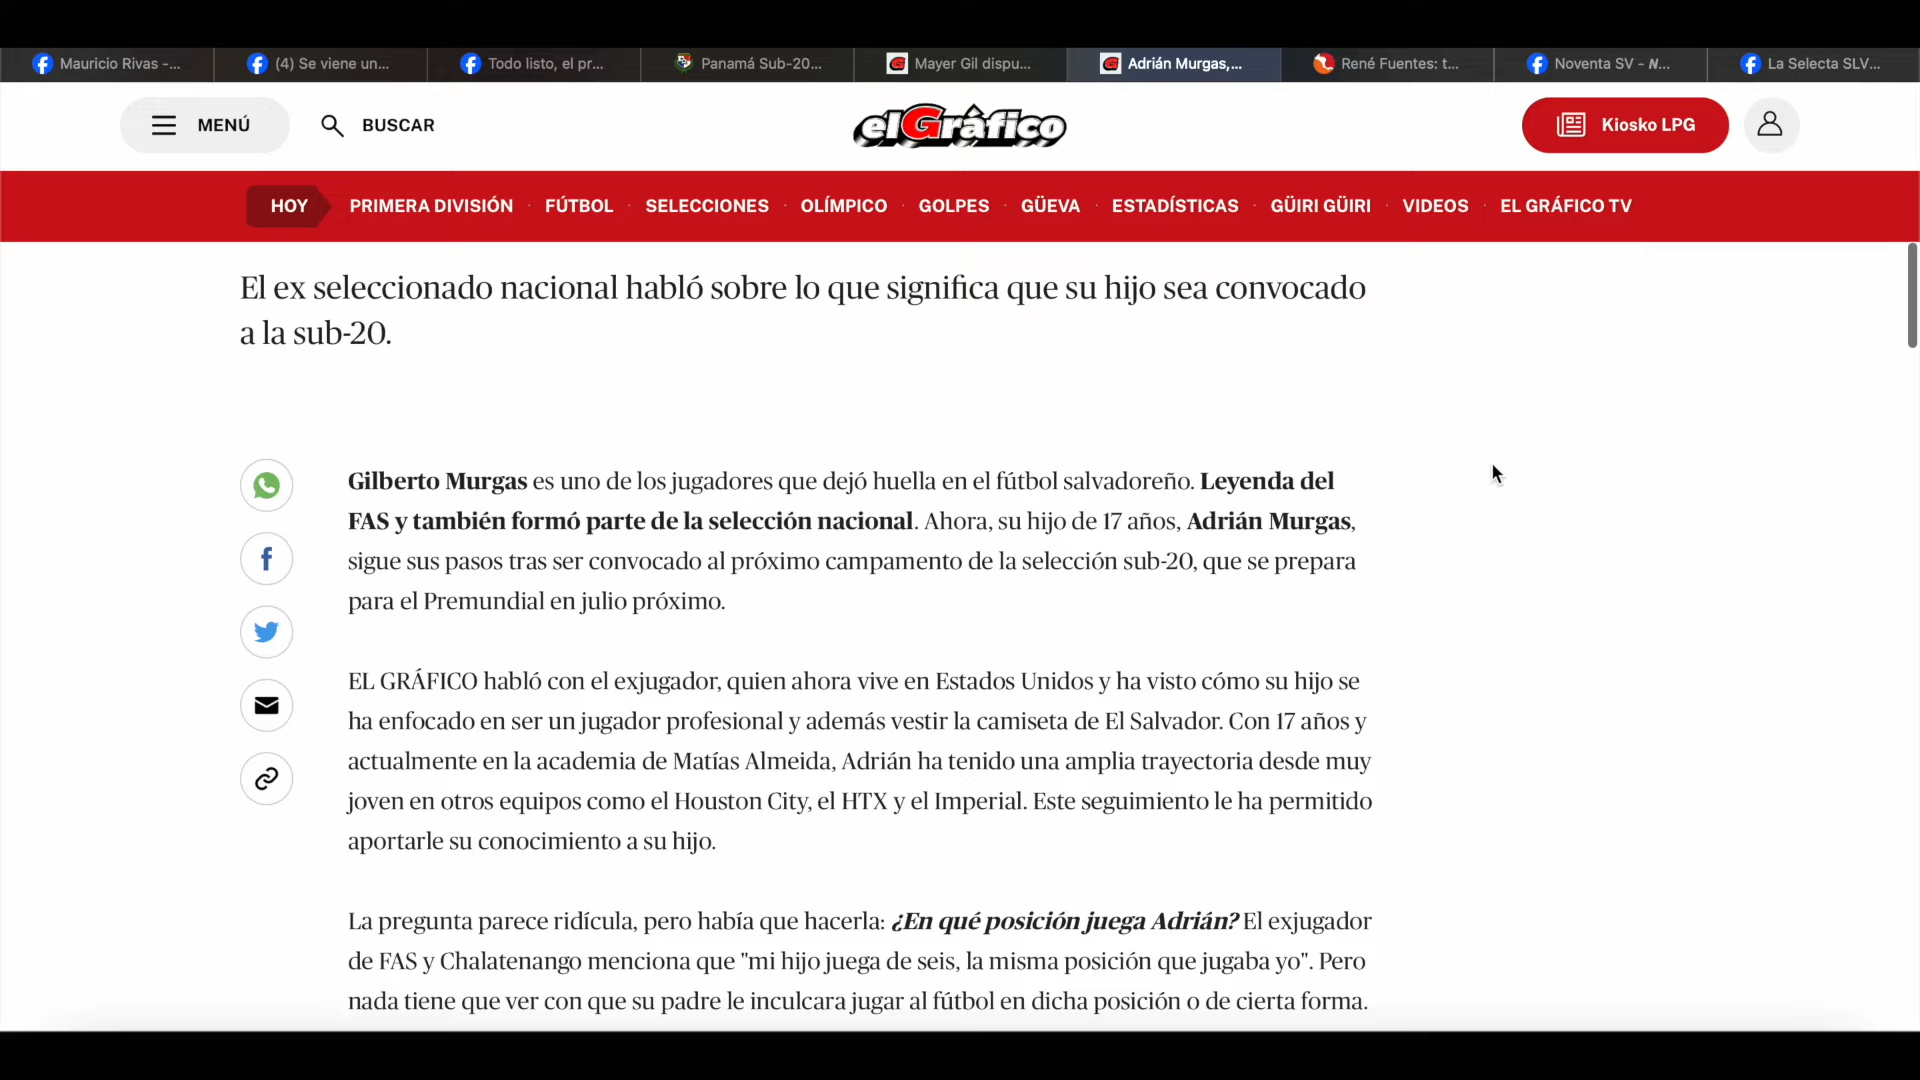 Mauricio Rivas -...
(4) Se viene un...
Todo listo, el pr...
Panamá Sub-20...
Mayer Gil dispu...
Adrián Murgas,...
René Fuentes: t...
Noventa SV - N...
La Selecta SLV...
MENÚ
BUSCAR
elGráfico
Kiosko LPG
HOY
PRIMERA DIVISIÓN · FÚTBOL · SELECCIONES · OLÍMPICO · GOLPES · GÜEVA · ESTADÍSTICAS · GÜIRI GÜIRI · VIDEOS · EL GRÁFICO TV
El ex seleccionado nacional habló sobre lo que significa que su hijo sea convocado
a la sub-20.
Gilberto Murgas es uno de los jugadores que dejó huella en el fútbol salvadoreño. Leyenda del
FAS y también formó parte de la selección nacional. Ahora, su hijo de 17 años, Adrián Murgas,
sigue sus pasos tras ser convocado al próximo campamento de la selección sub-20, que se prepara
para el Premundial en julio próximo.
EL GRÁFICO habló con el exjugador, quien ahora vive en Estados Unidos y ha visto cómo su hijo se
ha enfocado en ser un jugador profesional y además vestir la camiseta de El Salvador. Con 17 años y
actualmente en la academia de Matías Almeida, Adrián ha tenido una amplia trayectoria desde muy
joven en otros equipos como el Houston City, el HTX y el Imperial. Este seguimiento le ha permitido
aportarle su conocimiento a su hijo.
La pregunta parece ridícula, pero había que hacerla: ¿En qué posición juega Adrián? El exjugador
de FAS y Chalatenango menciona que "mi hijo juega de seis, la misma posición que jugaba yo". Pero
nada tiene que ver con que su padre le inculcara jugar al fútbol en dicha posición o de cierta forma.